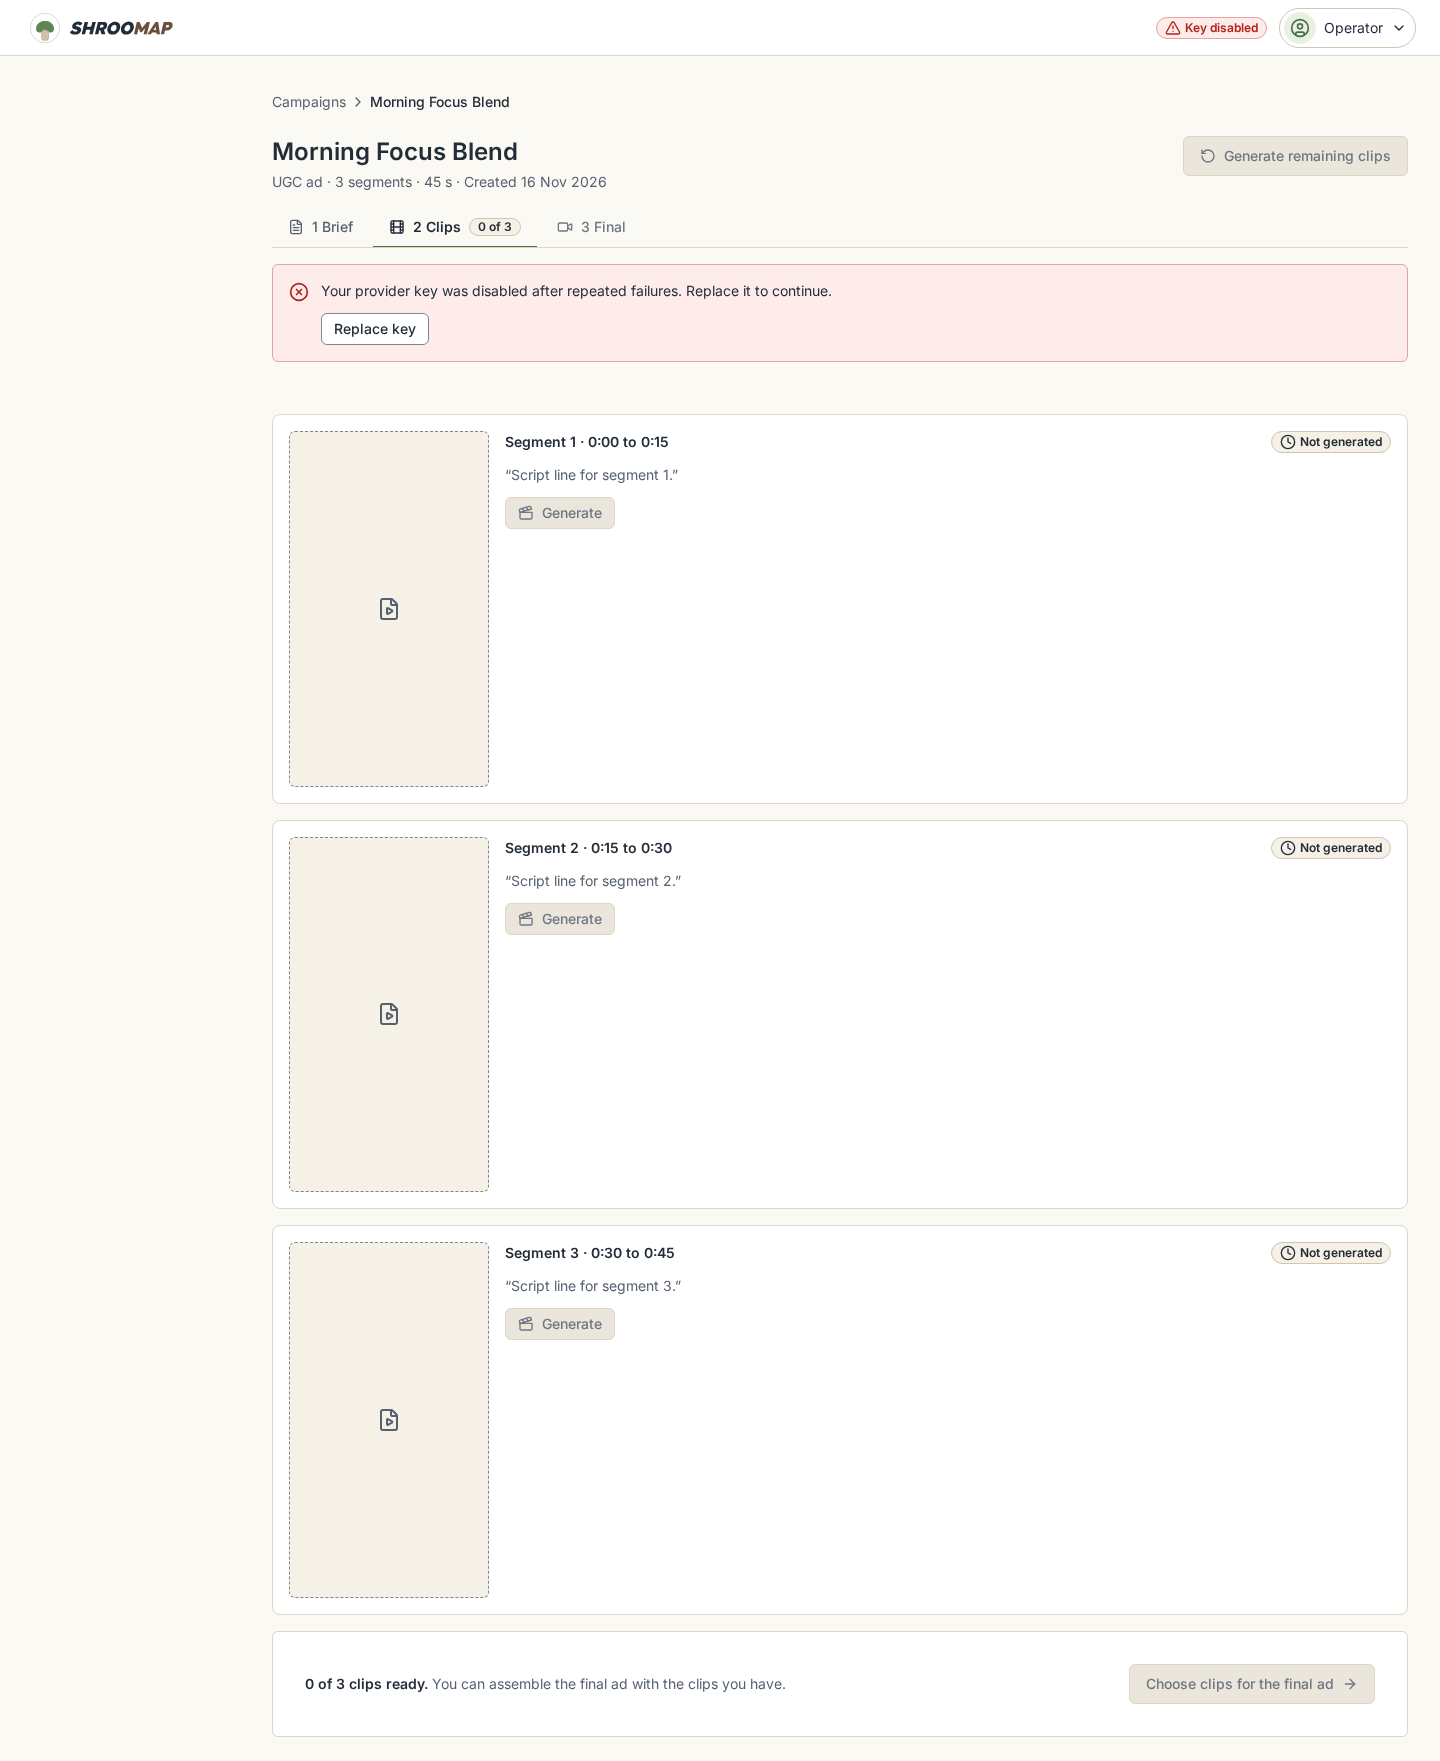 SHROOMAP
Key disabled
Operator
Campaigns > Morning Focus Blend
Morning Focus Blend
Generate remaining clips
UGC ad · 3 segments · 45 s · Created 16 Nov 2026
1 Brief
2 Clips
0 of 3
3 Final
Your provider key was disabled after repeated failures. Replace it to continue.
Replace key
Segment 1 · 0:00 to 0:15
Not generated
“Script line for segment 1.”
Generate
Segment 2 · 0:15 to 0:30
Not generated
“Script line for segment 2.”
Generate
Segment 3 · 0:30 to 0:45
Not generated
“Script line for segment 3.”
Generate
0 of 3 clips ready. You can assemble the final ad with the clips you have.
Choose clips for the final ad